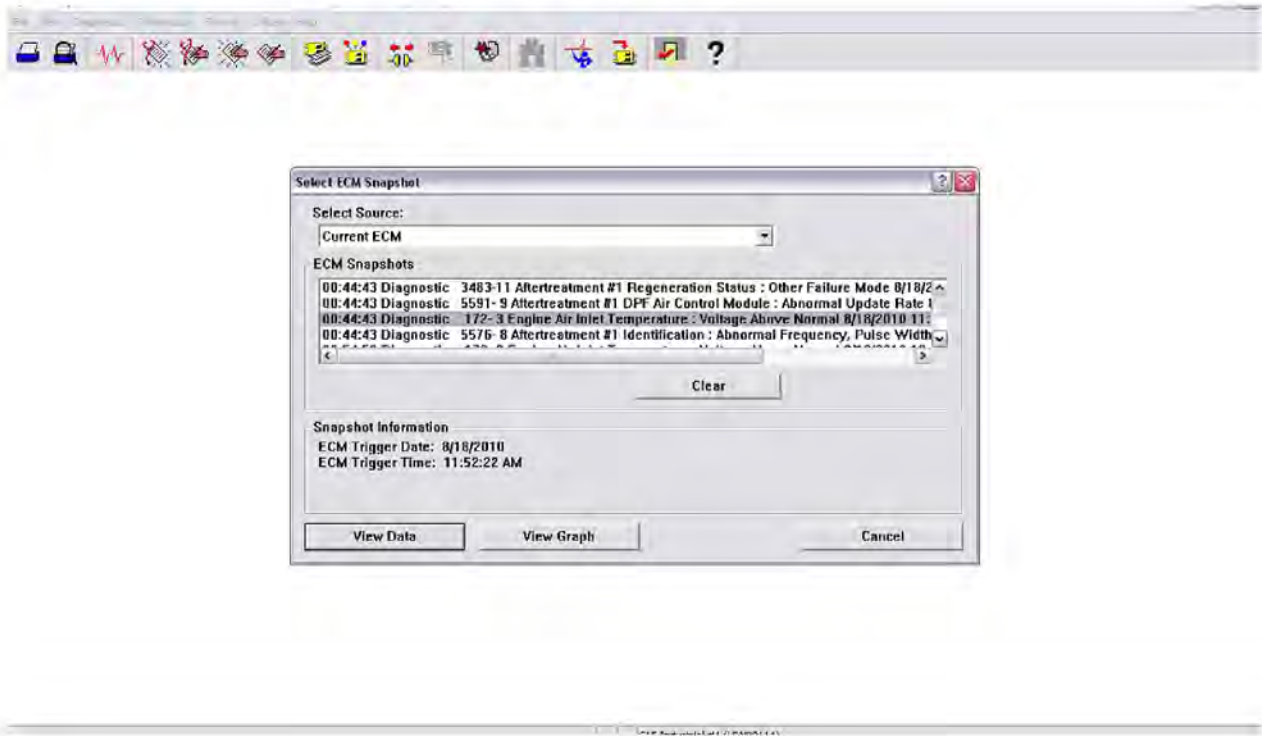 ?
Select ECM Snapshot
Select Source:
Current ECM
ECM Snapshots
00:44:43 Diagnostic 3483-11 Aftertreatment #1 Regeneration Status : Other Failure Mode 8/18/2
00:44:43 Diagnostic 5591- 9 Aftertreatment #1 DPF Air Control Module : Abnormal Update Rate
00:44:43 Diagnostic 172- 3 Engine Air Inlet Temperature : Voltage Above Normal 8/18/2010 11:
00:44:43 Diagnostic 5576- 8 Aftertreatment #1 Identification : Abnormal Frequency, Pulse Width
Clear
Snapshot Information
ECM Trigger Date: 8/18/2010
ECM Trigger Time: 11:52:22 AM
View Data
View Graph
Cancel